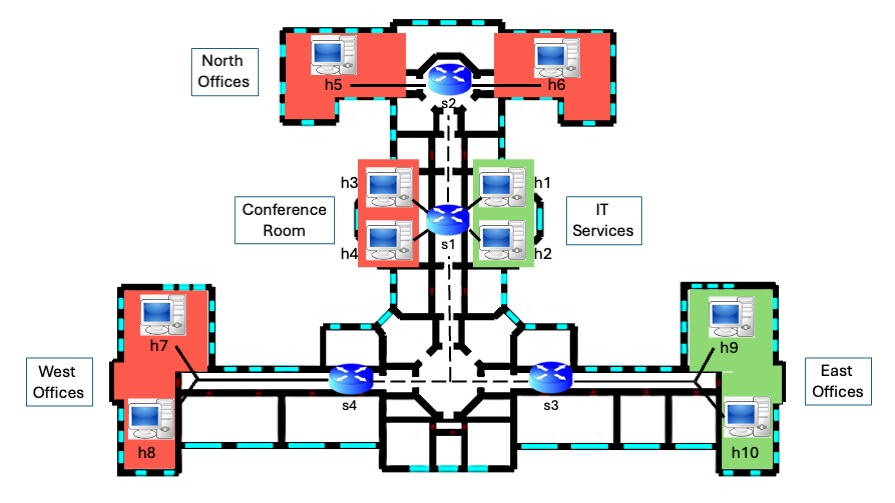 North
Offices
h5
h6
s2
h3
h1
Conference
Room
IT
Services
s1
h4
h2
h7
h9
West
Offices
East
Offices
s4
s3
h8
h10